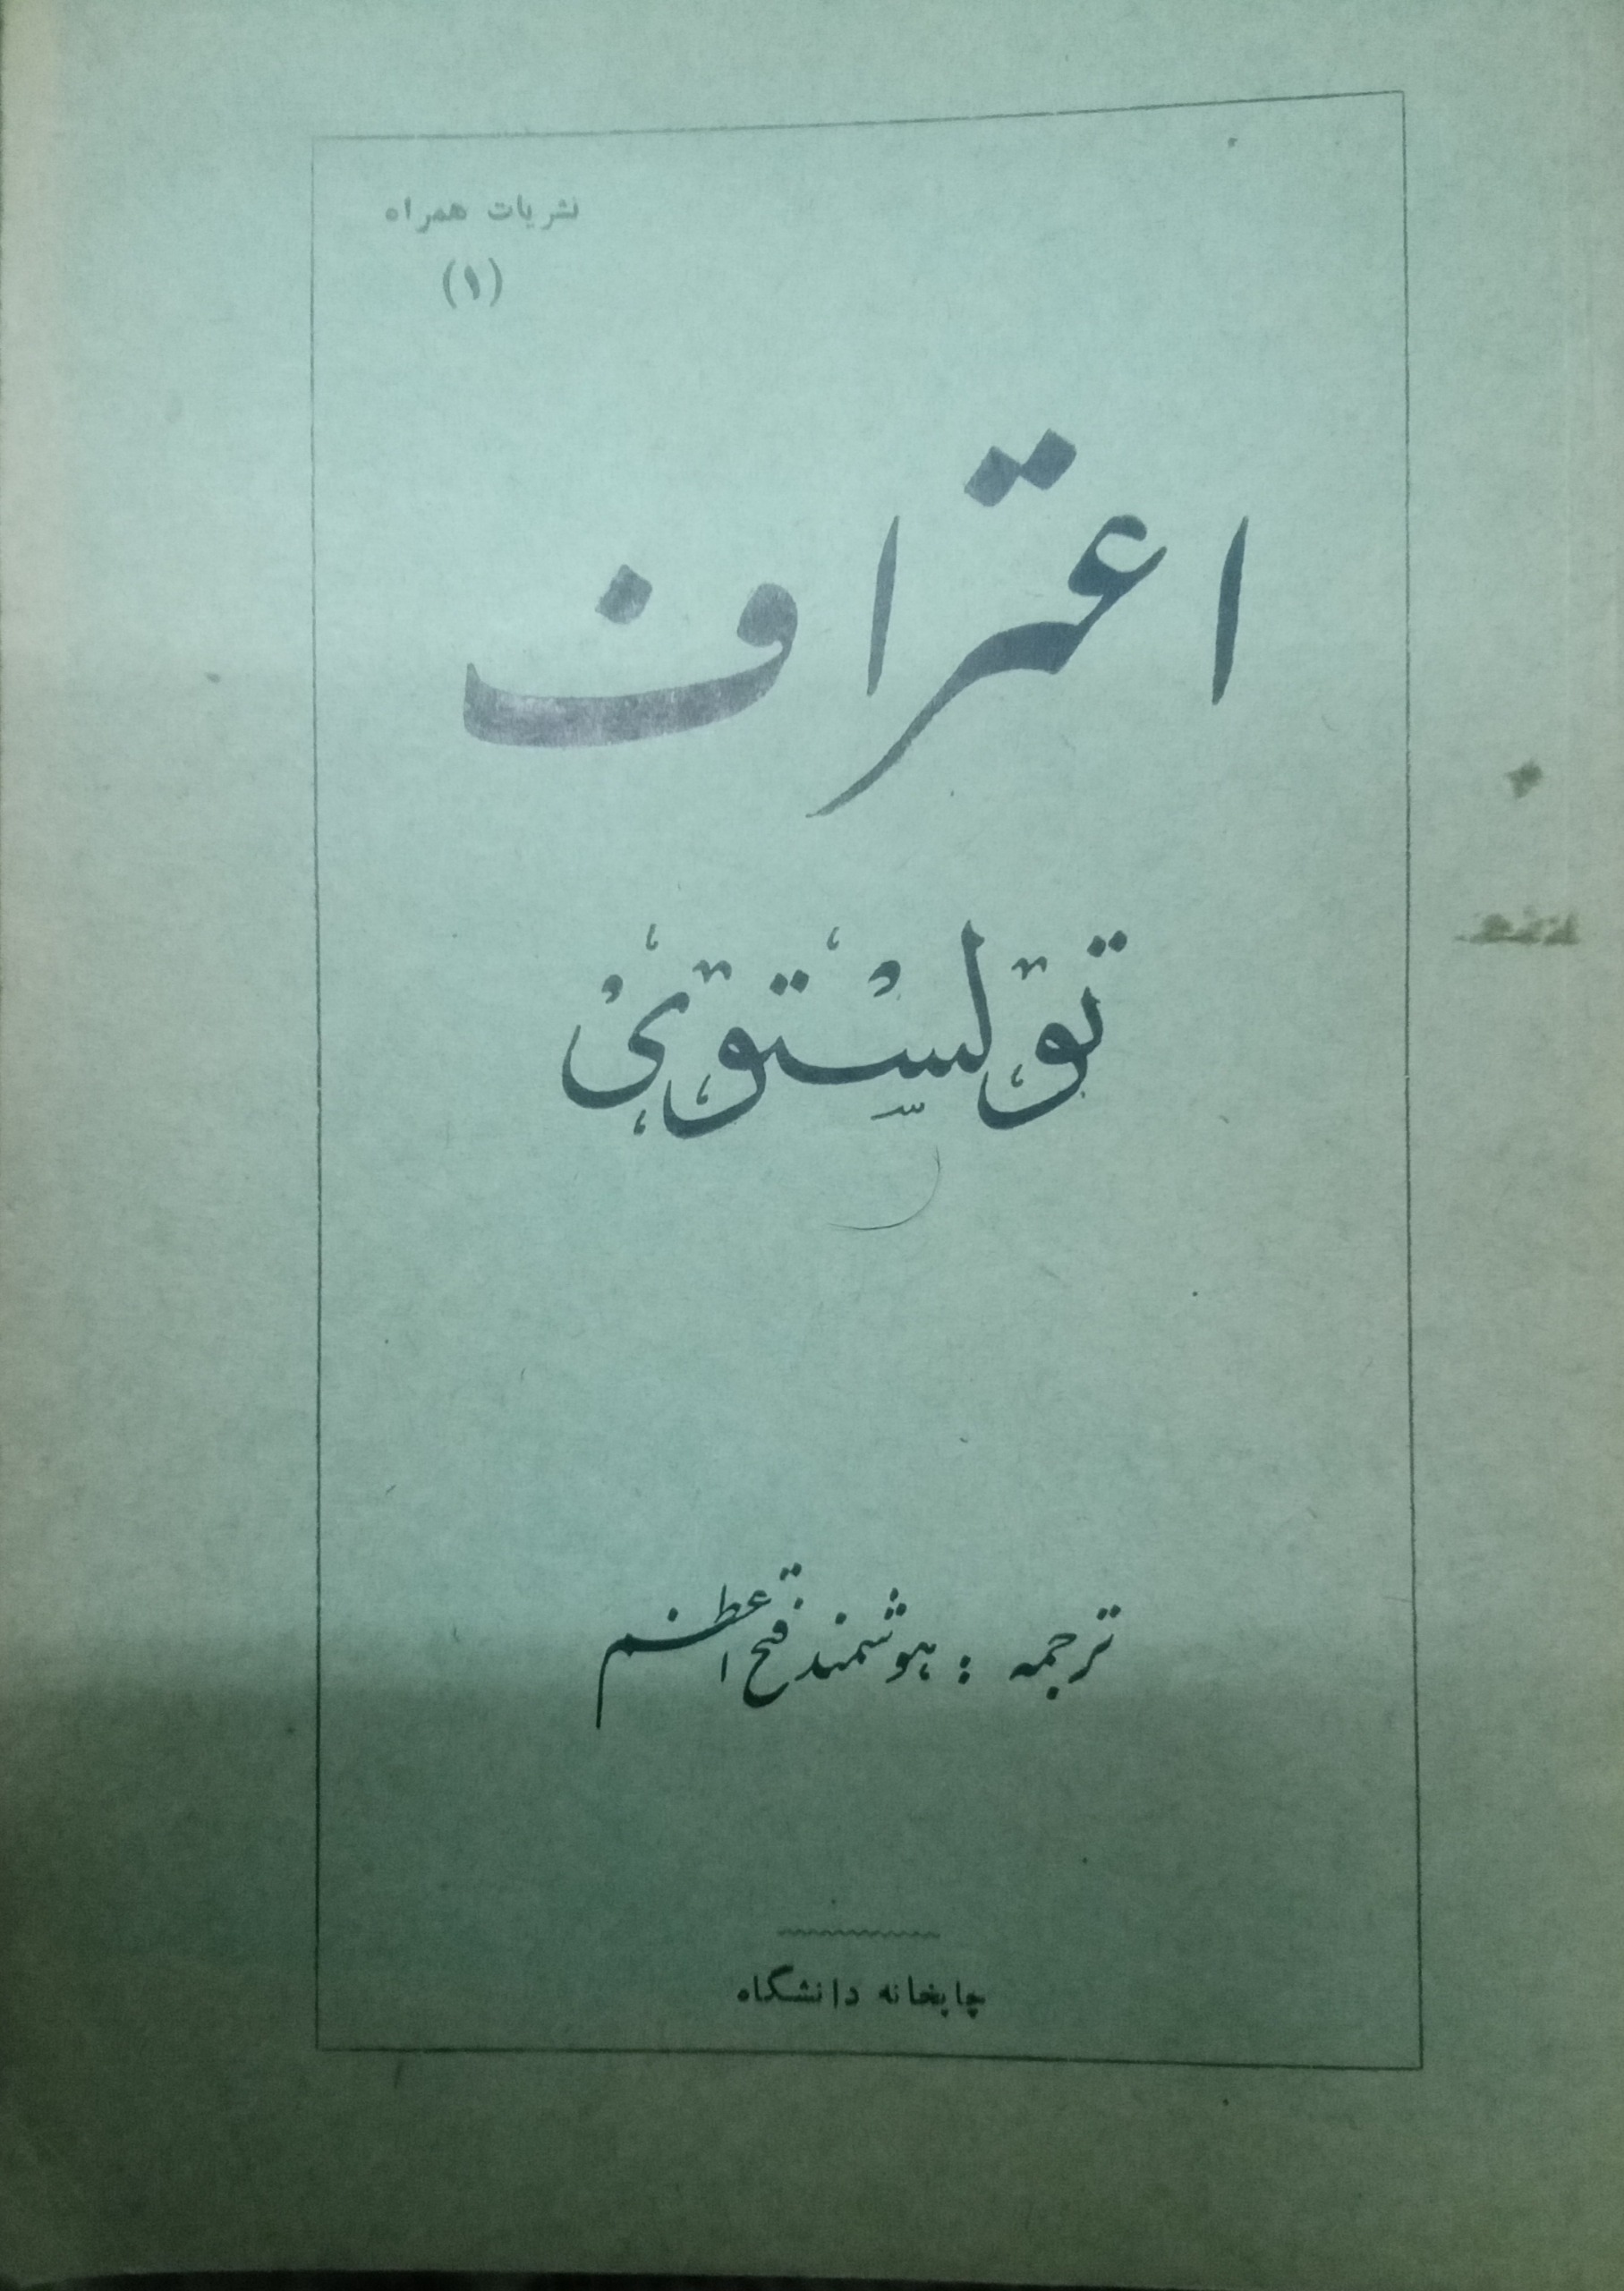 نشریات همراه
(۱)
اعتراف
تولستوی
ترجمه : هوشمند فتح اعظم
چاپخانه دانشگاه